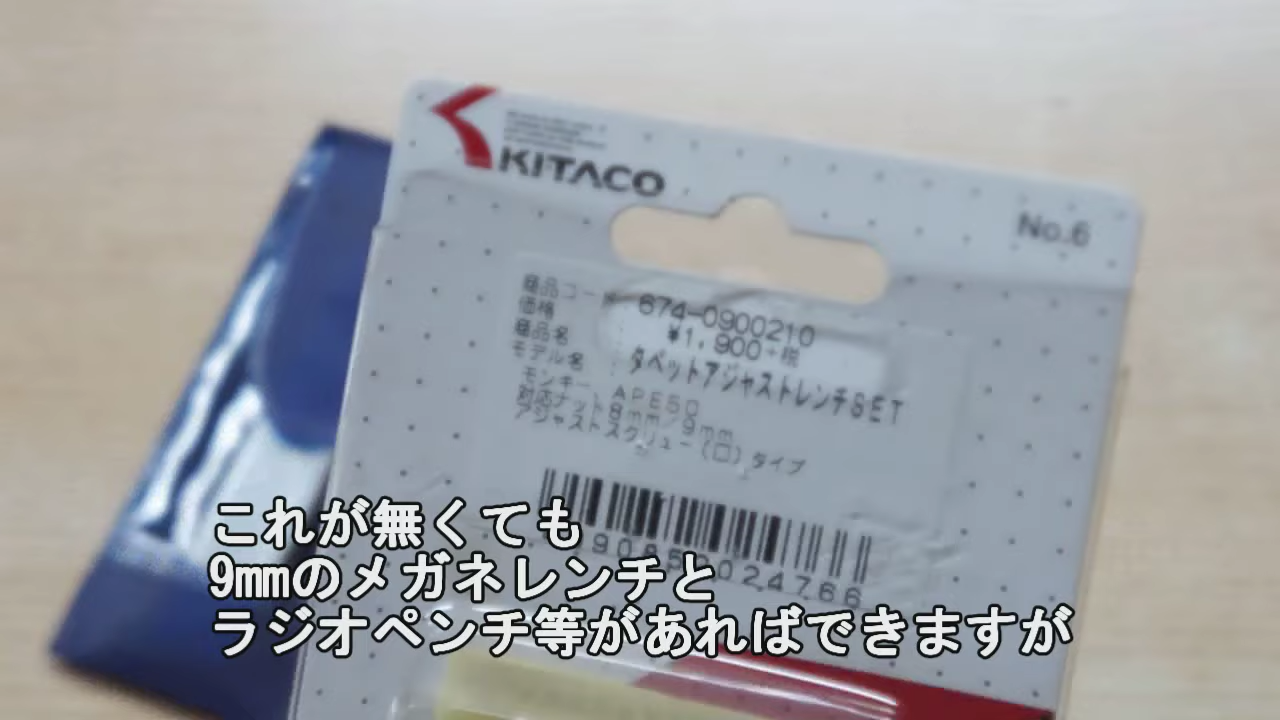 KITACO
No.6
商品コード 674-0900210
価格 ¥1,900+税
商品名 : タペットアジャストレンチSET
モデル名 :
モンキー、APE50
対応ナット8mm/9mm
アジャストスクリュー(口)タイプ
これが無くても
9mmのメガネレンチと
ラジオペンチ等があればできますが